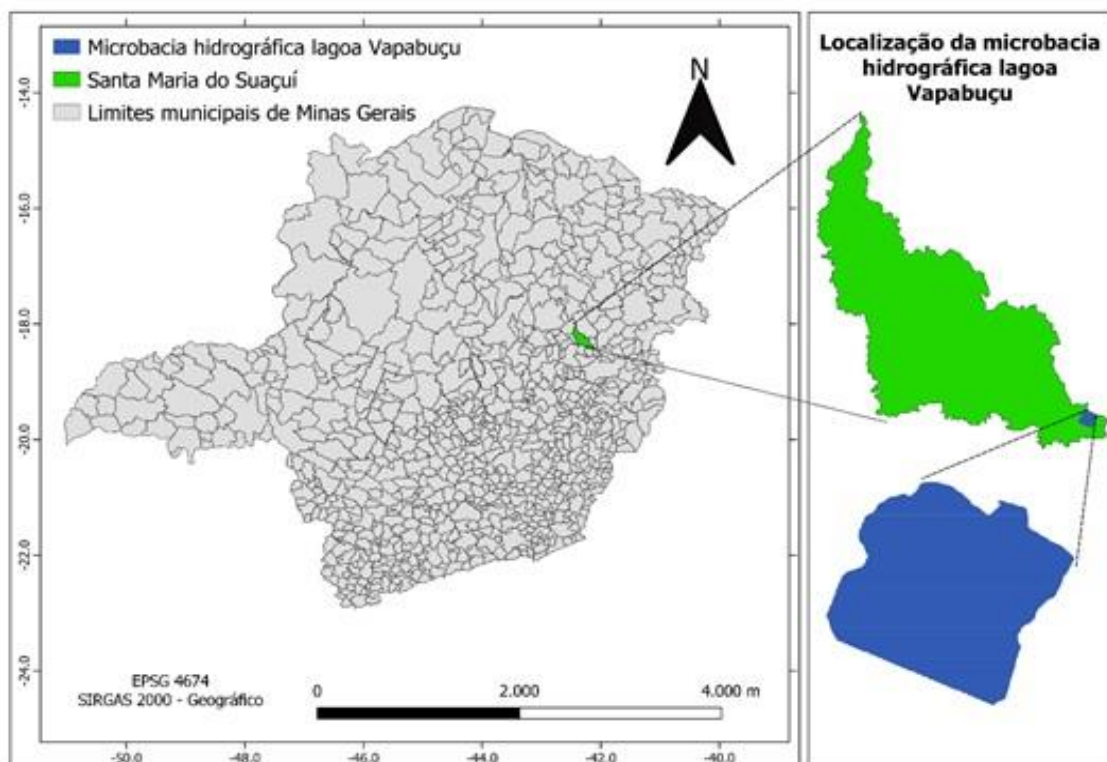 Microbacia hidrográfica lagoa Vapabuçu
Santa Maria do Suaçuí
Limites municipais de Minas Gerais
N
-14.0
-16.0
-18.0
-20.0
-22.0
-24.0
EPSG 4674
SIRGAS 2000 - Geográfico
0
2.000
4.000 m
-50.0
-48.0
-46.0
-44.0
-42.0
-40.0
Localização da microbacia
hidrográfica lagoa
Vapabuçu